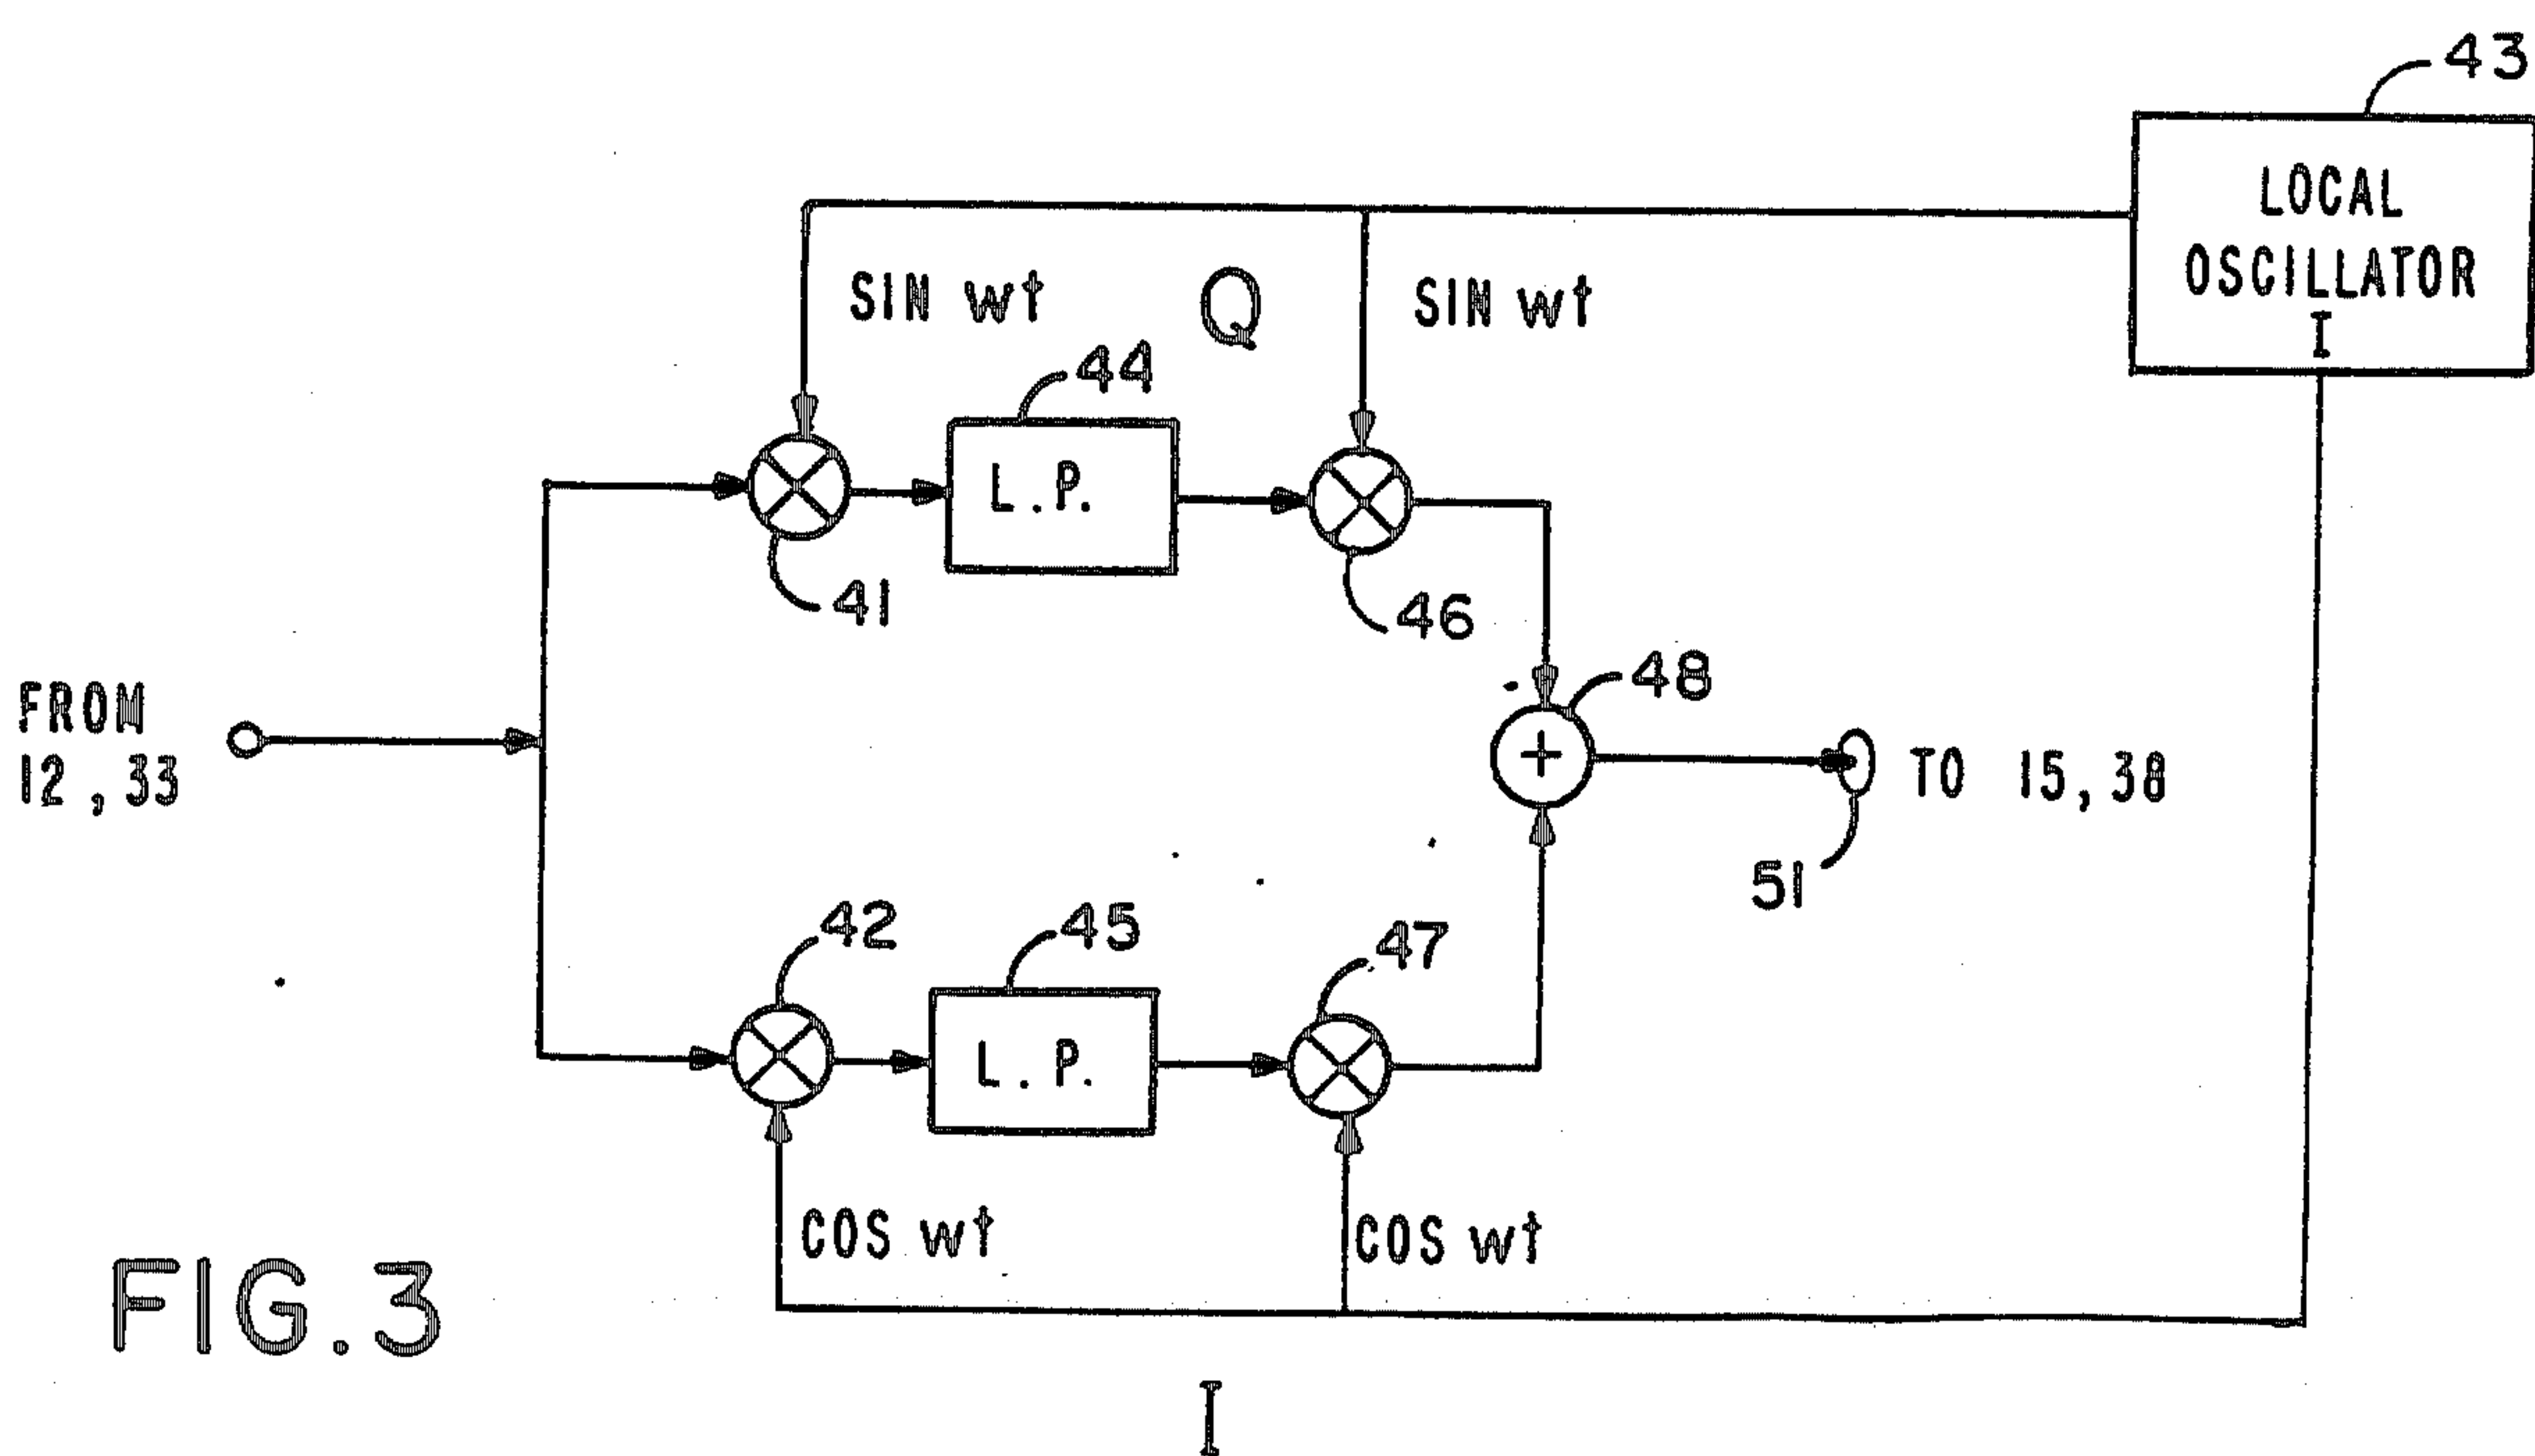 43
LOCAL
OSCILLATOR
I
SIN wt
Q
SIN wt
44
L.P.
41
46
FROM
12, 33
48
+
TO 15, 38
51
42
45
47
L.P.
COS wt
COS wt
FIG.3
I